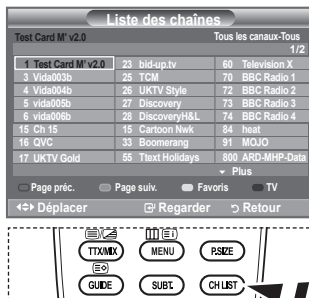 Liste des chaînes
Test Card M' v2.0 Tous les canaux-Tous
1/2
1 Test Card M' v2.0 23 bid-up.tv 60 Television X
3 Vida003b 25 TCM 70 BBC Radio 1
4 Vida004b 26 UKTV Style 72 BBC Radio 2
5 vida005b 27 Discovery 73 BBC Radio 3
6 vida006b 28 DiscoveryH&L 74 BBC Radio 4
15 Ch 15 15 Cartoon Nwk 84 heat
16 QVC 33 Boomerang 91 MOJO
17 UKTV Gold 55 Ttext Holidays 800 ARD-MHP-Data
Plus
Page préc. Page suiv. Favoris TV
Déplacer Regarder Retour
TTX/MIX MENU P.SIZE
GUIDE SUBT. CH LIST